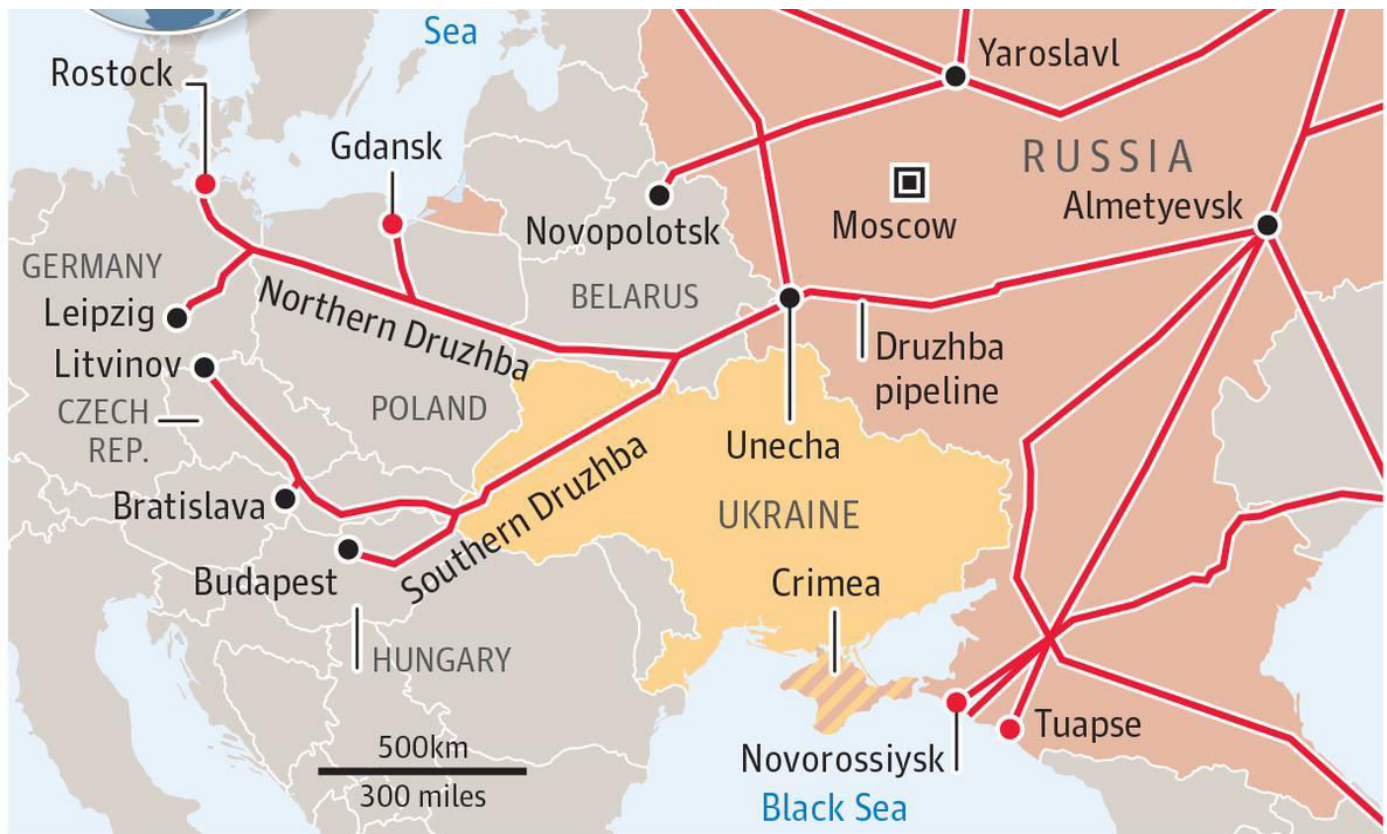 Sea
Rostock
Yaroslavl
Gdansk
RUSSIA
Almetyevsk
Moscow
Novopolotsk
GERMANY
BELARUS
Leipzig
Northern Druzhba
Druzhba
pipeline
Litvinov
CZECH
REP.
POLAND
Unecha
Bratislava
Southern Druzhba
UKRAINE
Budapest
Crimea
HUNGARY
Tuapse
500km
300 miles
Novorossiysk
Black Sea